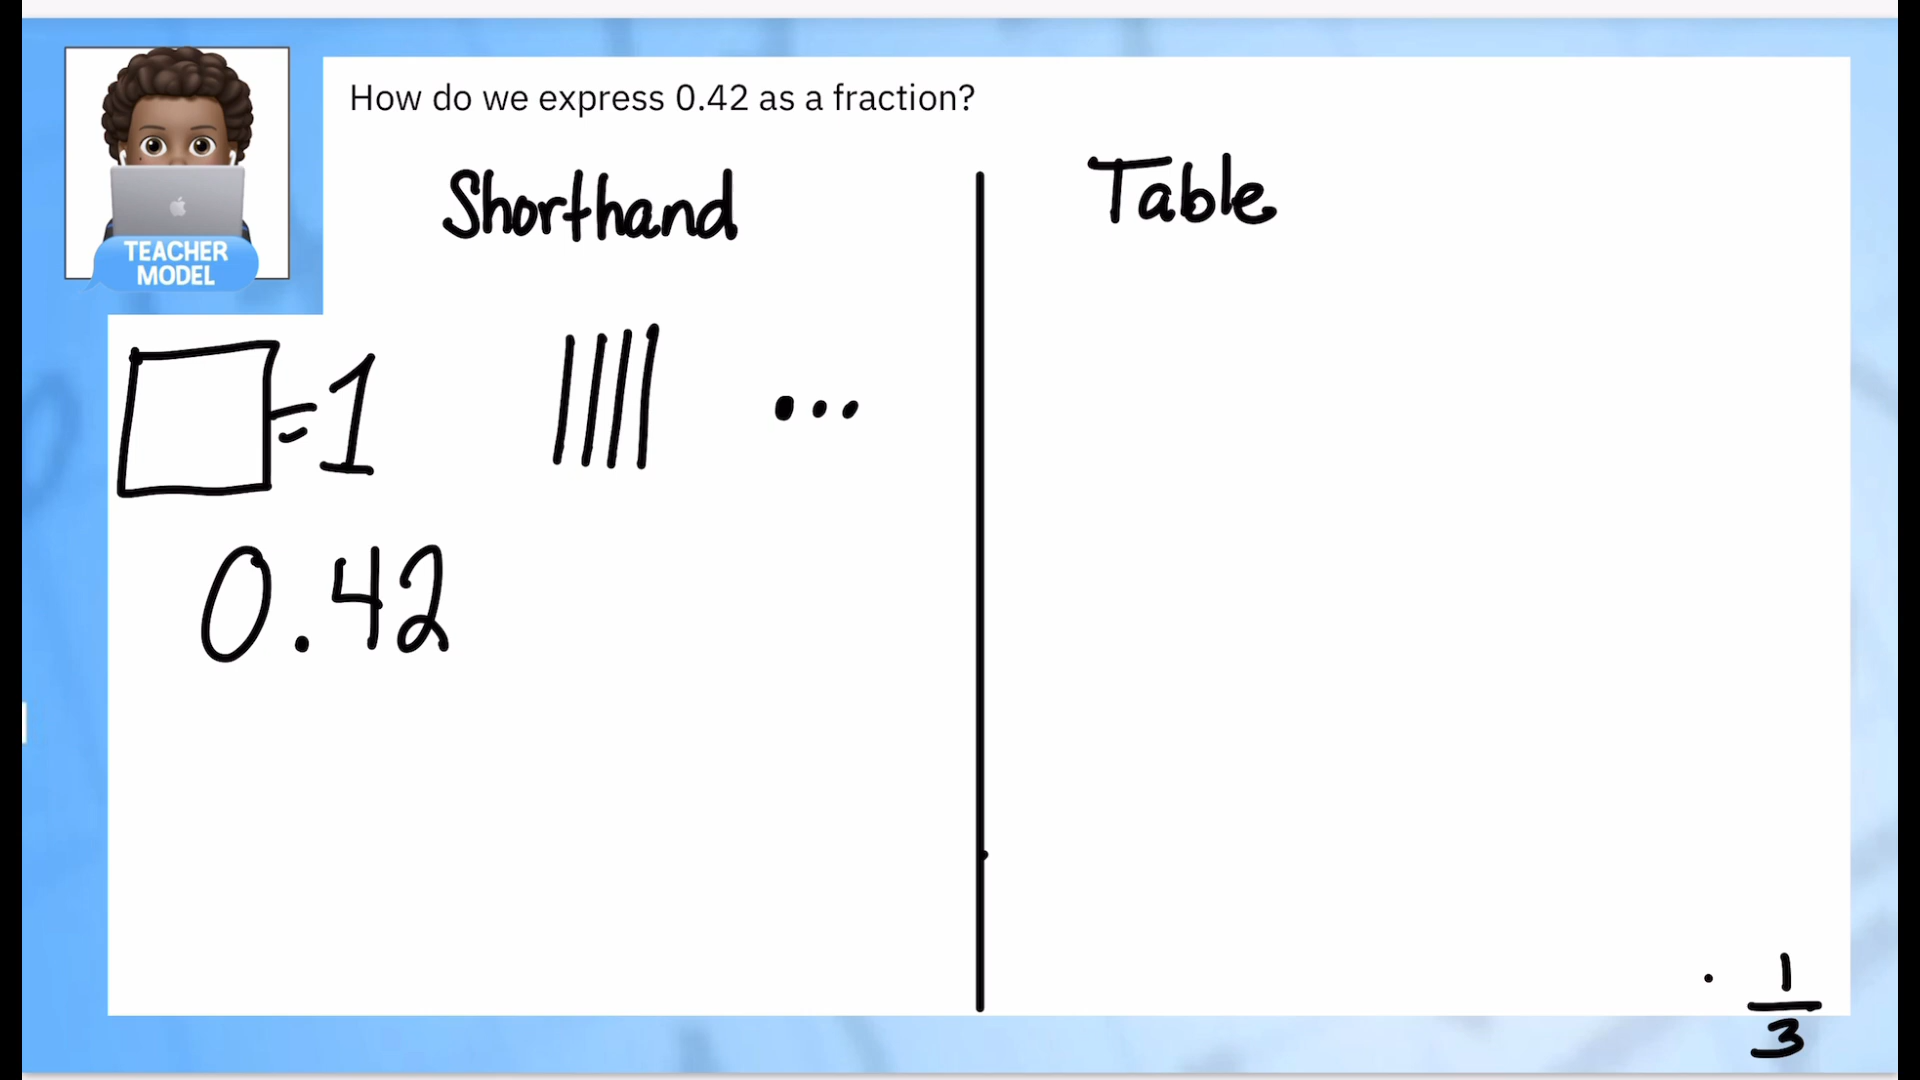 How do we express 0.42 as a fraction?
TEACHER
MODEL
Shorthand
Table
=1
0.42
1
3